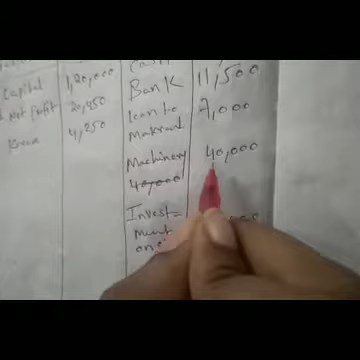 Cash
Capital 1,20,000 Bank 11,500
Net Profit 20,450 Loan to 7,000
4,250 Makrand
Machinery 40,000
40,000
Invest-
ment